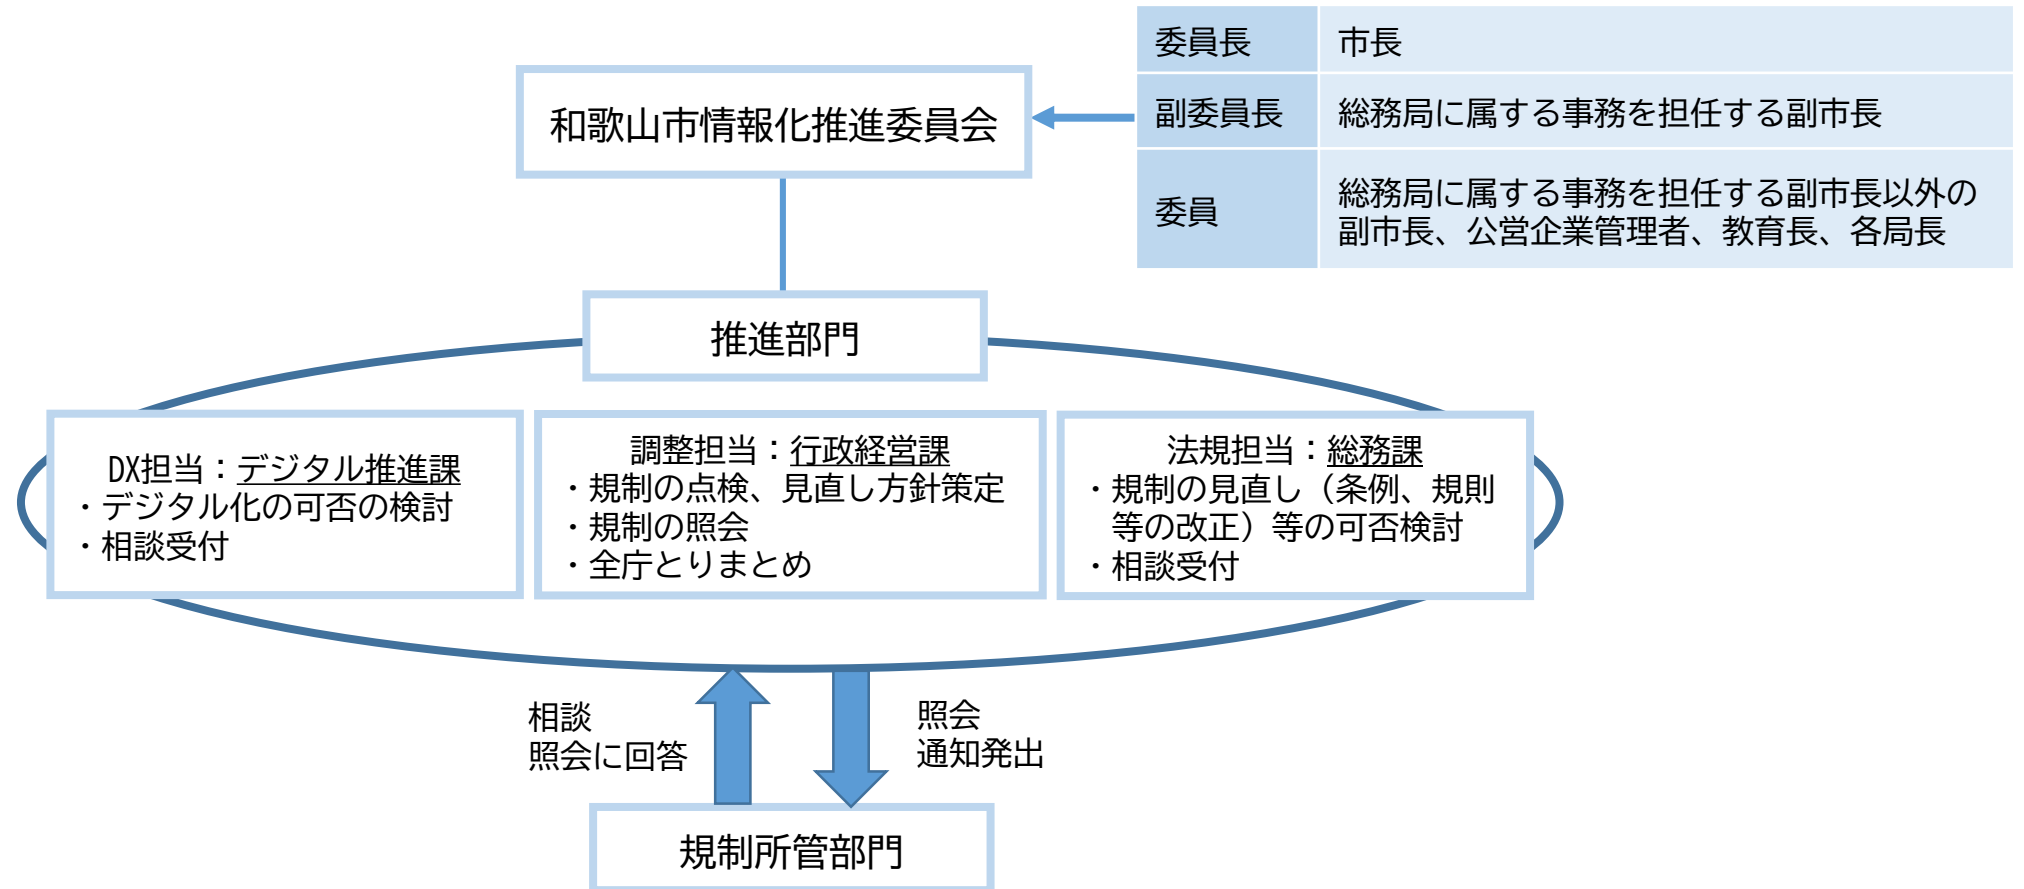 委員長 市長
副委員長 総務局に属する事務を担任する副市長
委員 総務局に属する事務を担任する副市長以外の
副市長、公営企業管理者、教育長、各局長
和歌山市情報化推進委員会
推進部門
DX担当：デジタル推進課
・デジタル化の可否の検討
・相談受付
調整担当：行政経営課
・規制の点検、見直し方針策定
・規制の照会
・全庁とりまとめ
法規担当：総務課
・規制の見直し（条例、規則
等の改正）等の可否検討
・相談受付
相談
照会に回答
照会
通知発出
規制所管部門